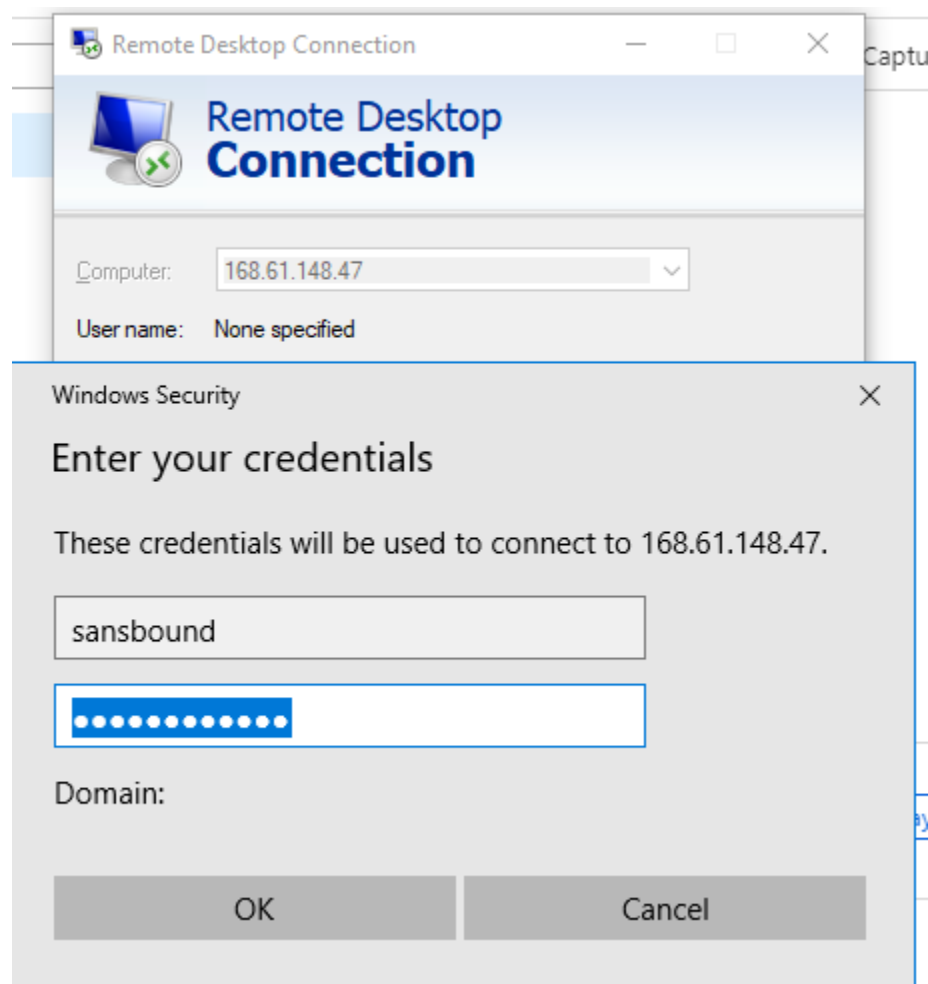 Remote Desktop Connection
Remote Desktop
Connection
Computer: 168.61.148.47
User name: None specified
Windows Security
Enter your credentials
These credentials will be used to connect to 168.61.148.47.
sansbound
••••••••••••
Domain:
OK Cancel